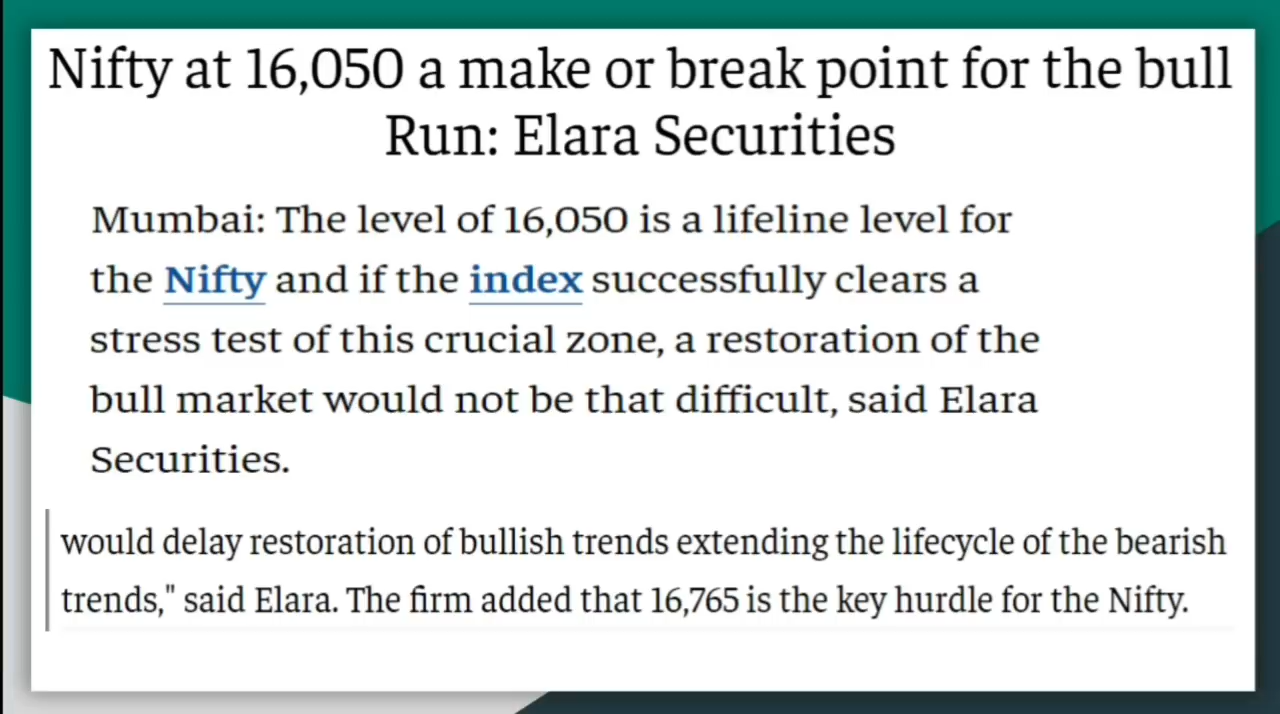 Nifty at 16,050 a make or break point for the bull
Run: Elara Securities
Mumbai: The level of 16,050 is a lifeline level for
the Nifty and if the index successfully clears a
stress test of this crucial zone, a restoration of the
bull market would not be that difficult, said Elara
Securities.
would delay restoration of bullish trends extending the lifecycle of the bearish
trends," said Elara. The firm added that 16,765 is the key hurdle for the Nifty.